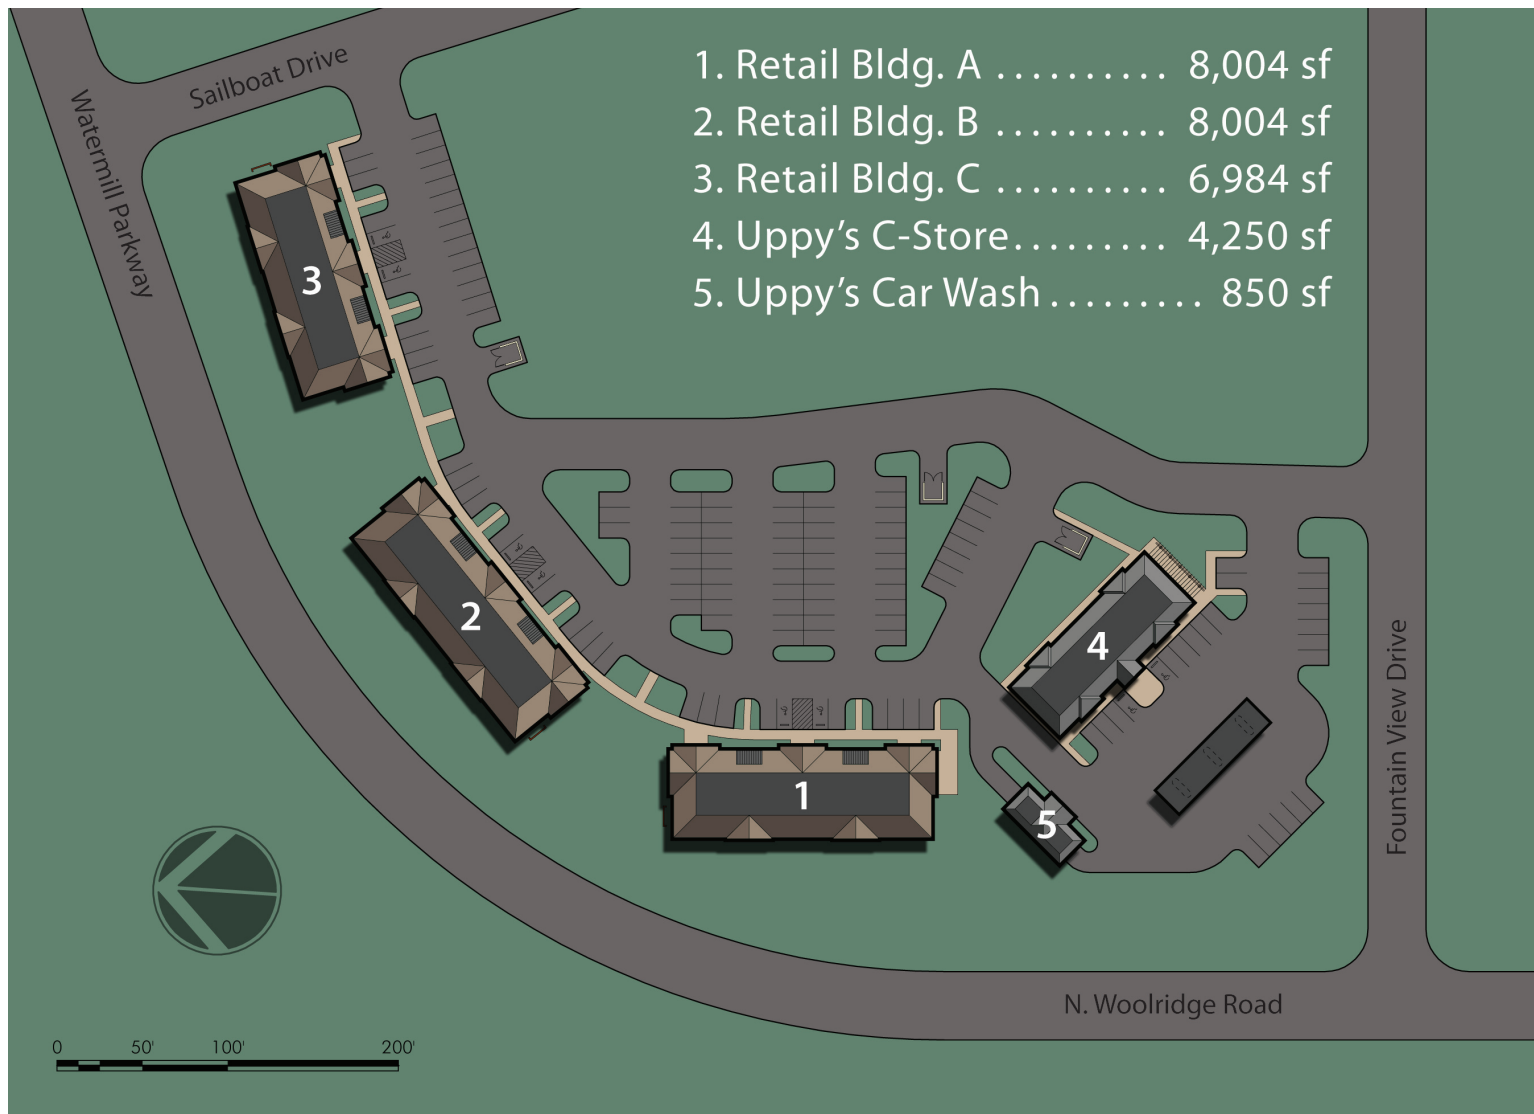 Sailboat Drive
Watermill Parkway
1. Retail Bldg. A .......... 8,004 sf
2. Retail Bldg. B .......... 8,004 sf
3. Retail Bldg. C .......... 6,984 sf
4. Uppy’s C-Store......... 4,250 sf
5. Uppy’s Car Wash......... 850 sf
3
2
4
1
5
Fountain View Drive
N. Woolridge Road
0 50' 100' 200'